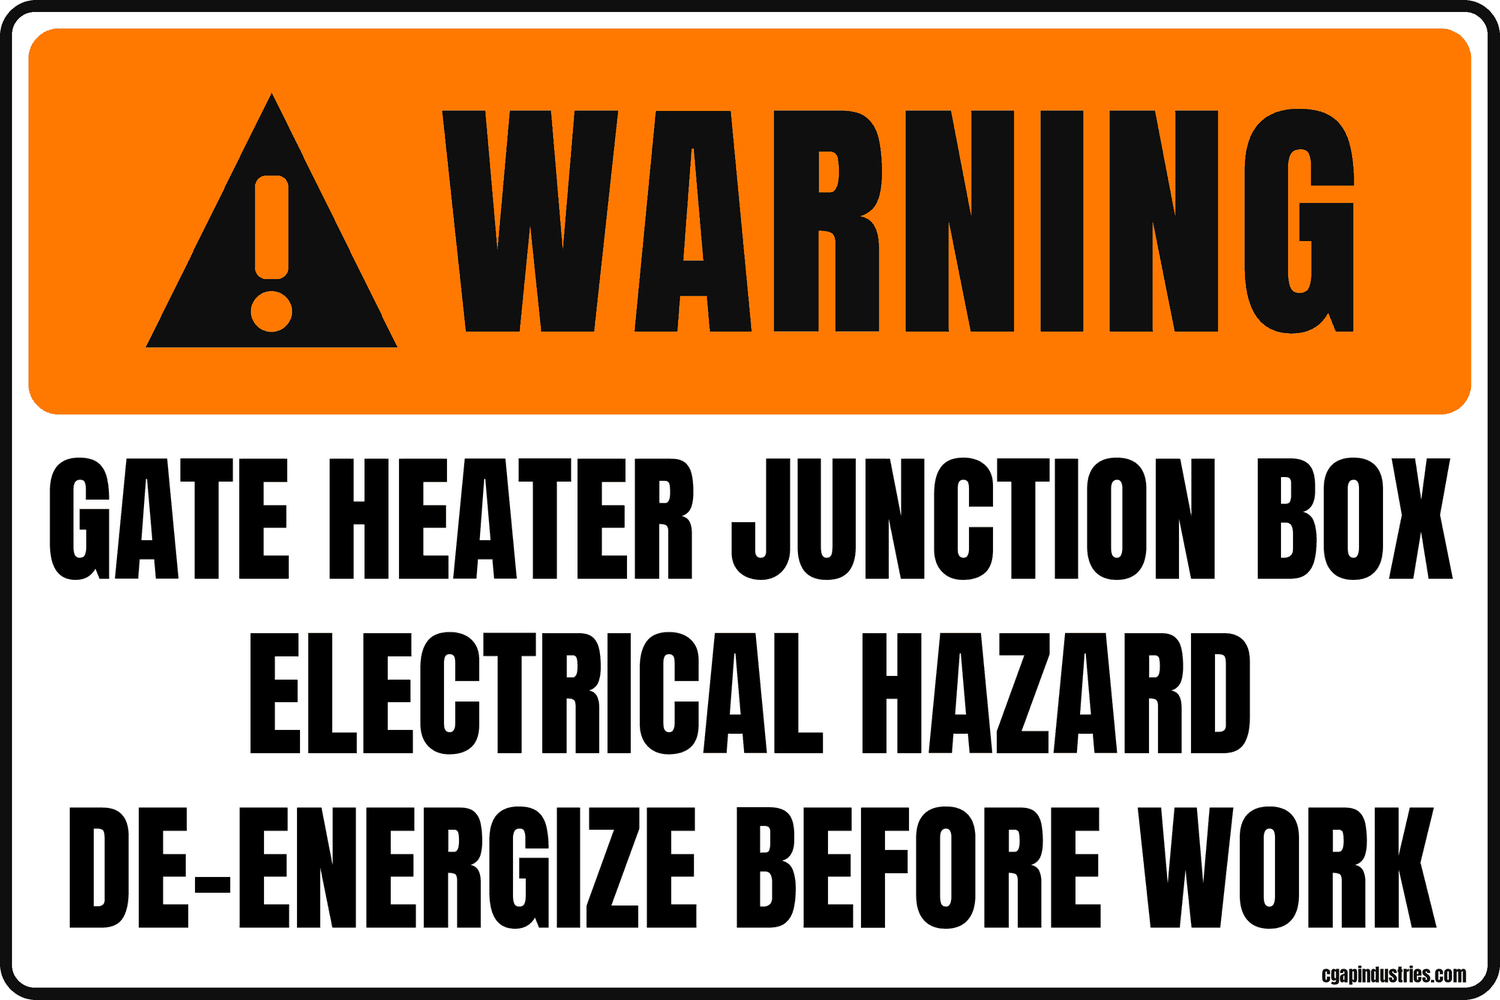 WARNING
GATE HEATER JUNCTION BOX
ELECTRICAL HAZARD
DE-ENERGIZE BEFORE WORK
cgapindustries.com